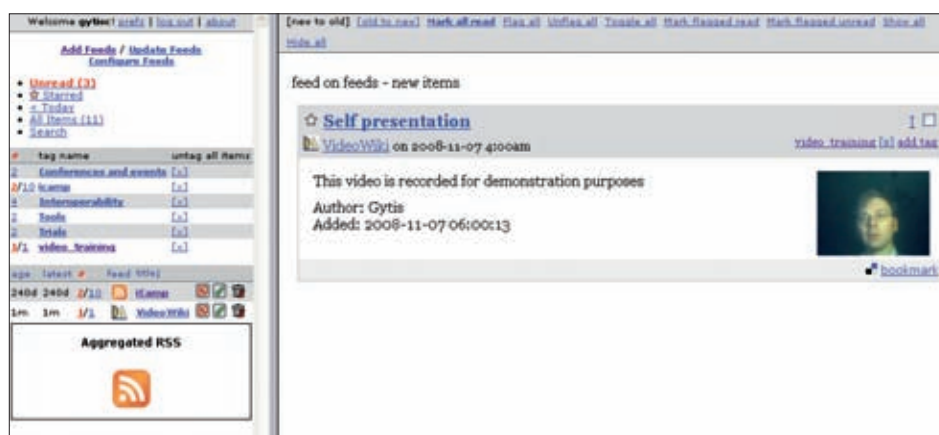 Welcome gytisc! prefs | log out | about
Add Feeds / Update Feeds
Configure Feeds
Unread (3)
Starred
< Today
All Items (11)
Search
# tag name untag all items
2 Conferences and events [x]
2/10 icamp [x]
4 Interoperability [x]
2 Tools [x]
2 Trials [x]
1/1 video_training [x]
age latest # feed title
240d 240d 2/10 iCamp
1m 1m 1/1 VideoWiki
Aggregated RSS
[new to old] [old to new] Mark all read Flag all Unflag all Toggle all Mark flagged read Mark flagged unread Show all
Hide all
feed on feeds - new items
Self presentation 1
VideoWiki on 2008-11-07 4:00am video_training [x] add tag
This video is recorded for demonstration purposes
Author: Gytis
Added: 2008-11-07 06:00:13
bookmark